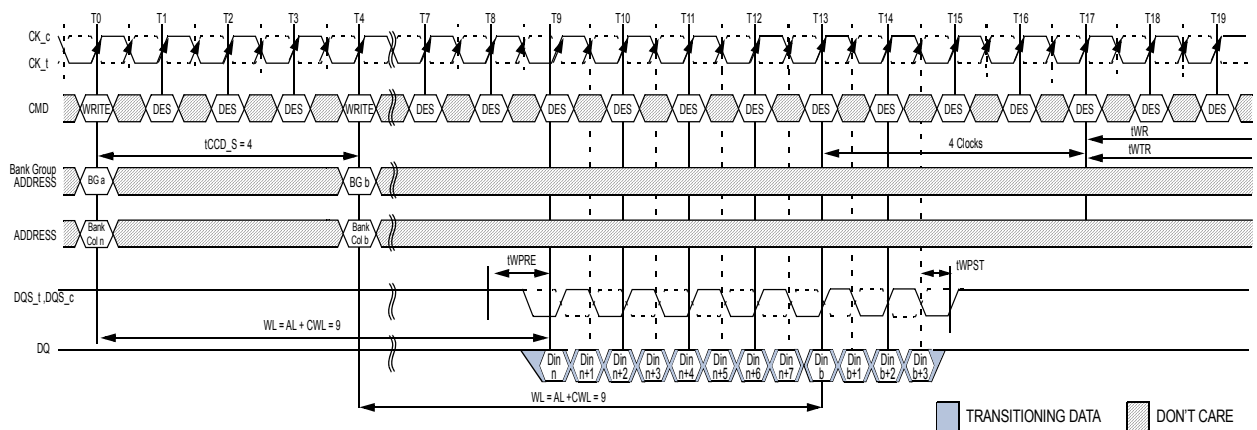 T0 T1 T2 T3 T4 T7 T8 T9 T10 T11 T12 T13 T14 T15 T16 T17 T18 T19
CK_c
CK_t
CMD WRITE DES DES DES WRITE DES DES DES DES DES DES DES DES DES DES DES DES DES
tCCD_S = 4
4 Clocks
tWR
tWTR
Bank Group
ADDRESS
BG a
BG b
ADDRESS
Bank
Col n
Bank
Col b
tWPRE
tWPST
DQS_t ,DQS_c
WL = AL + CWL = 9
DQ
Din
n
Din
n+1
Din
n+2
Din
n+3
Din
n+4
Din
n+5
Din
n+6
Din
n+7
Din
b
Din
b+1
Din
b+2
Din
b+3
WL = AL +CWL = 9
TRANSITIONING DATA
DON'T CARE